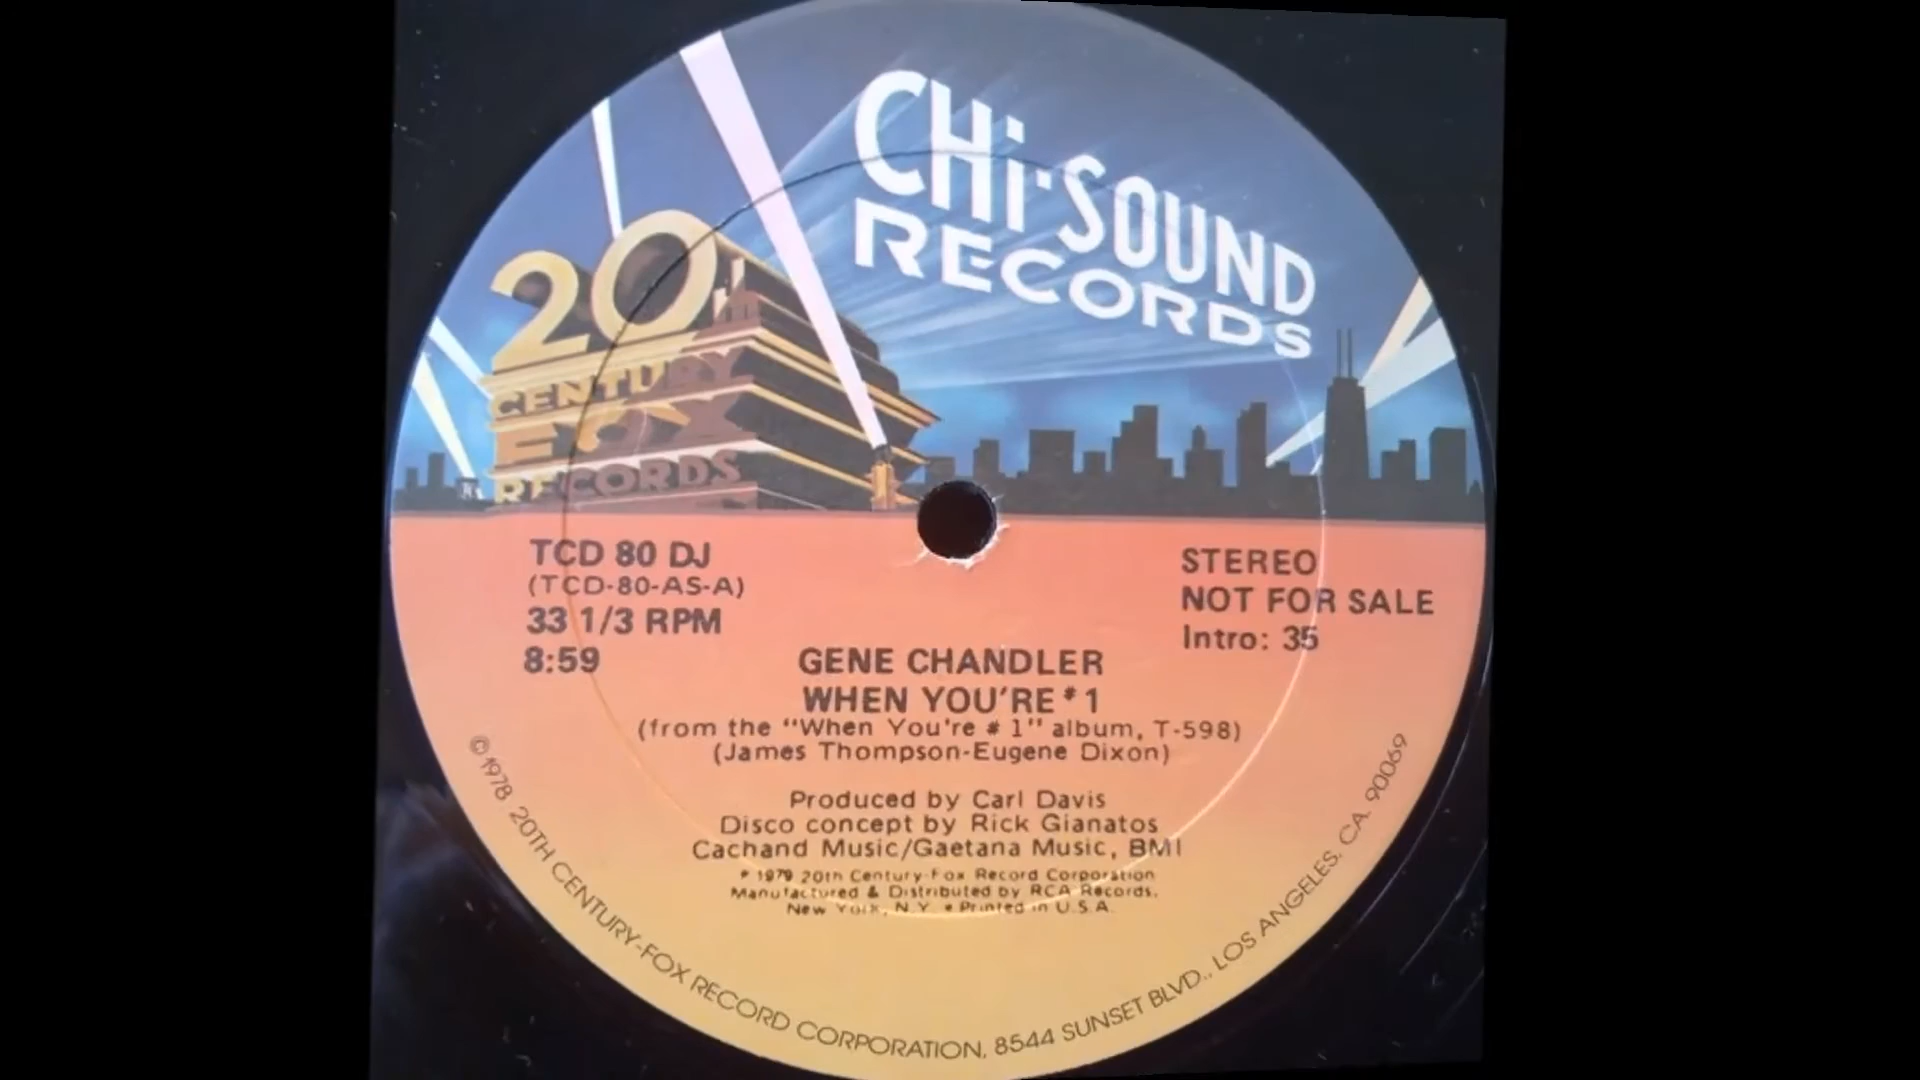 CHi-SOUND
RECORDS
20th
CENTURY
FOX
RECORDS
TCD 80 DJ
(TCD-80-AS-A)
33 1/3 RPM
8:59
STEREO
NOT FOR SALE
Intro: 35
GENE CHANDLER
WHEN YOU'RE #1
(from the "When You're # 1" album, T-598)
(James Thompson-Eugene Dixon)
Produced by Carl Davis
Disco concept by Rick Gianatos
Cachand Music/Gaetana Music, BMI
℗ 1979 20th Century-Fox Record Corporation
Manufactured & Distributed by RCA Records,
New York, N.Y. • Printed in U.S.A.
© 1978 20TH CENTURY-FOX RECORD CORPORATION, 8544 SUNSET BLVD., LOS ANGELES, CA. 90069